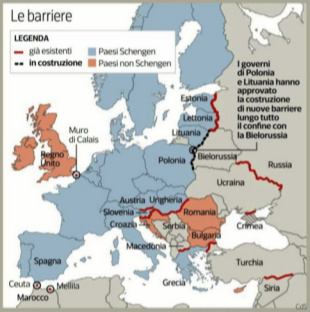 Le barriere
LEGENDA
già esistenti
in costruzione
Paesi Schengen
Paesi non Schengen
I governi
di Polonia
e Lituania hanno
approvato
la costruzione
di nuove barriere
lungo tutto
il confine con
la Bielorussia
Estonia
Lettonia
Lituania
Muro
di Calais
Regno
Unito
Polonia
Bielorussia
Russia
Ucraina
Austria
Ungheria
Slovenia
Croazia
Romania
Serbia
Crimea
Bulgaria
Macedonia
Spagna
Grecia
Turchia
Ceuta
Melilla
Marocco
Siria
CdS